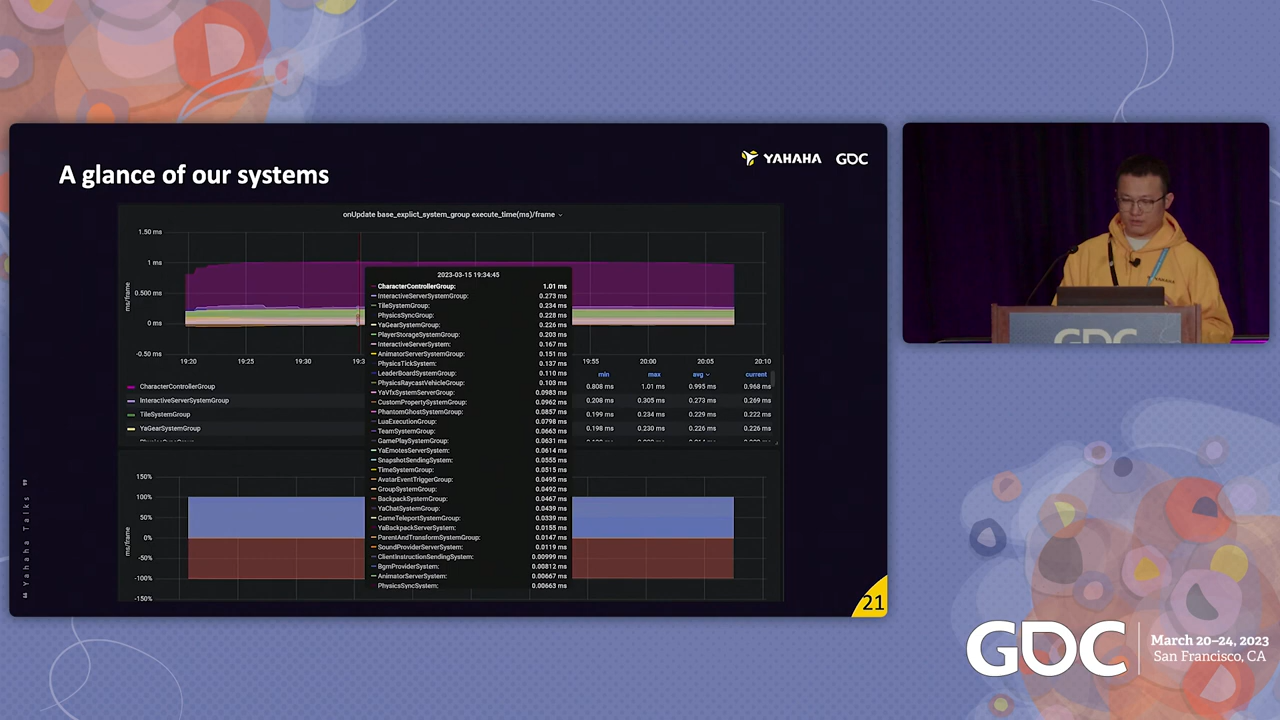 A glance of our systems
YAHAHA GDC
onUpdate base_explict_system_group execute_time(ms)/frame
1.50 ms
1 ms
0.500 ms
0 ms
-0.50 ms
ms/frame
19:20
19:25
19:30
19:3
19:55
20:00
20:05
20:10
2023-03-15 19:34:45
CharacterControllerGroup: 1.01 ms
InteractiveServerSystemGroup: 0.273 ms
TileSystemGroup: 0.234 ms
PhysicsSyncGroup: 0.228 ms
YaGearSystemGroup: 0.226 ms
PlayerStorageSystemGroup: 0.203 ms
InteractiveServerSystem: 0.167 ms
AnimatorServerSystemGroup: 0.151 ms
PhysicsTickSystem: 0.137 ms
LeaderBoardSystemGroup: 0.110 ms
PhysicsRaycastVehicleGroup: 0.103 ms
YaVfxSystemServerGroup: 0.0983 ms
CustomPropertySystemGroup: 0.0962 ms
PhantomGhostSystemGroup: 0.0857 ms
LuaExecutionGroup: 0.0798 ms
TeamSystemGroup: 0.0663 ms
GamePlaySystemGroup: 0.0631 ms
YaEmotesServerSystem: 0.0614 ms
SnapshotSendingSystem: 0.0555 ms
TimeSystemGroup: 0.0515 ms
AvatarEventTriggerGroup: 0.0495 ms
GroupSystemGroup: 0.0492 ms
BackpackSystemGroup: 0.0467 ms
YaChatSystemGroup: 0.0439 ms
GameTeleportSystemGroup: 0.0339 ms
YaBackpackServerSystem: 0.0155 ms
ParentAndTransformSystemGroup: 0.0147 ms
SoundProviderServerSystem: 0.0119 ms
ClientInstructionSendingSystem: 0.00999 ms
BgmProviderSystem: 0.00812 ms
AnimatorServerSystem: 0.00667 ms
PhysicsSyncSystem: 0.00663 ms
min max avg current
CharacterControllerGroup 0.808 ms 1.01 ms 0.995 ms 0.968 ms
InteractiveServerSystemGroup 0.208 ms 0.305 ms 0.273 ms 0.269 ms
TileSystemGroup 0.199 ms 0.234 ms 0.229 ms 0.222 ms
YaGearSystemGroup 0.198 ms 0.230 ms 0.226 ms 0.226 ms
150%
100%
50%
0%
-50%
-100%
-150%
ms/frame
Yahaha Talks
21
GDC
GDC
March 20–24, 2023
San Francisco, CA